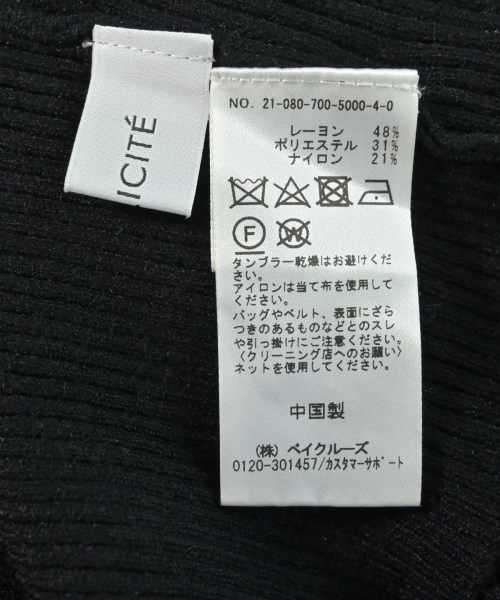 ICITÉ
NO. 21-080-700-5000-4-0
レーヨン 48%
ポリエステル 31%
ナイロン 21%
F W
タンブラー乾燥はお避けくだ
さい。
アイロンは当て布を使用して
ください。
バッグやベルト、表面にざら
つきのあるものなどとのスレ
や引っ掛けにご注意ください。
〈クリーニング店へのお願い〉
ネットを使用してください。
中国製
(株) ベイクルーズ
0120-301457/カスタマーサポート